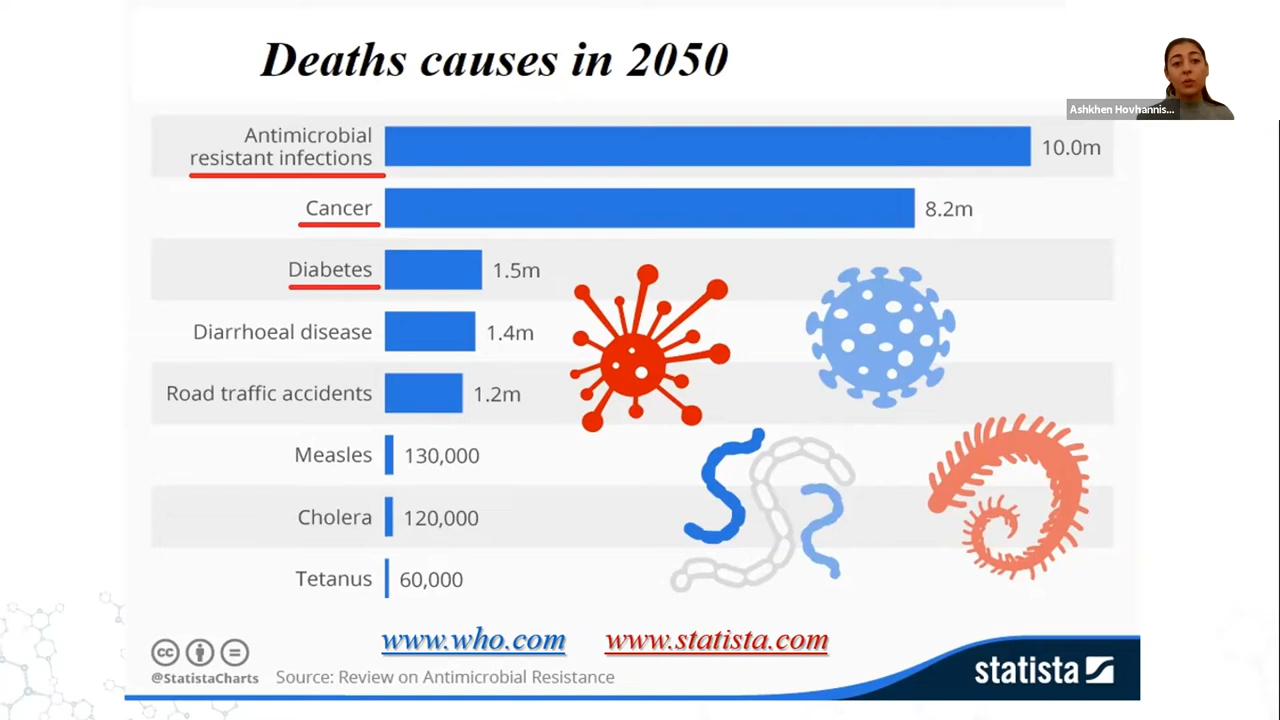 Deaths causes in 2050
Ashkhen Hovhannis...
Antimicrobial
resistant infections
10.0m
Cancer
8.2m
Diabetes
1.5m
Diarrhoeal disease
1.4m
Road traffic accidents
1.2m
Measles
130,000
Cholera
120,000
Tetanus
60,000
www.who.com
www.statista.com
cc
@StatistaCharts
Source: Review on Antimicrobial Resistance
statista